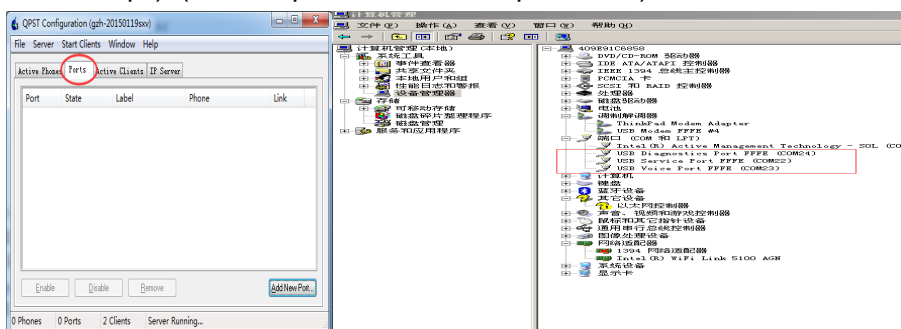 QPST Configuration (gzh-20150119sxv)
File Server Start Clients Window Help
Active Phones Ports Active Clients IP Server
Port State Label Phone Link
Enable Disable Remove Add New Port...
0 Phones 0 Ports 2 Clients Server Running...
计算机管理
文件(F) 操作(A) 查看(V) 窗口(W) 帮助(H)
计算机管理(本地)
系统工具
事件查看器
共享文件夹
本地用户和组
性能日志和警报
设备管理器
存储
可移动存储
磁盘碎片整理程序
磁盘管理
服务和应用程序
409E91C6858
DVD/CD-ROM 驱动器
IDE ATA/ATAPI 控制器
IEEE 1394 总线主控制器
PCMCIA 卡
SCSI 和 RAID 控制器
处理器
磁盘驱动器
电池
调制解调器
ThinkPad Modem Adapter
USB Modem FFFE #4
端口 (COM 和 LPT)
Intel(R) Active Management Technology - SOL (CO
USB Diagnostics Port FFFE (COM24)
USB Service Port FFFE (COM22)
USB Voice Port FFFE (COM23)
计算机
键盘
蓝牙设备
其它设备
以太网控制器
声音、视频和游戏控制器
鼠标和其它指针设备
通用串行总线控制器
图像处理设备
网络适配器
1394 网络适配器
Intel(R) WiFi Link 5100 AGN
系统设备
显示卡